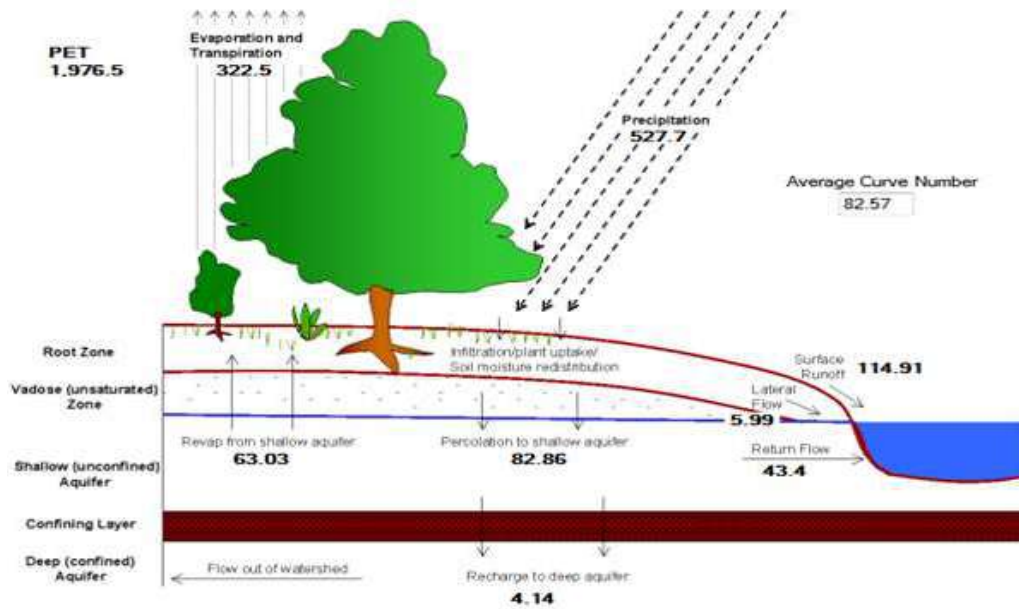 PET
1.976.5
Evaporation and
Transpiration
322.5
Precipitation
527.7
Average Curve Number
82.57
Root Zone
Infiltration/plant uptake/
Soil moisture redistribution
Surface
Runoff
114.91
Vadose (unsaturated)
Zone
Lateral
Flow
5.99
Revap from shallow aquifer
63.03
Percolation to shallow aquifer
82.86
Return Flow
43.4
Shallow (unconfined)
Aquifer
Confining Layer
Deep (confined)
Aquifer
Flow out of watershed
Recharge to deep aquifer
4.14